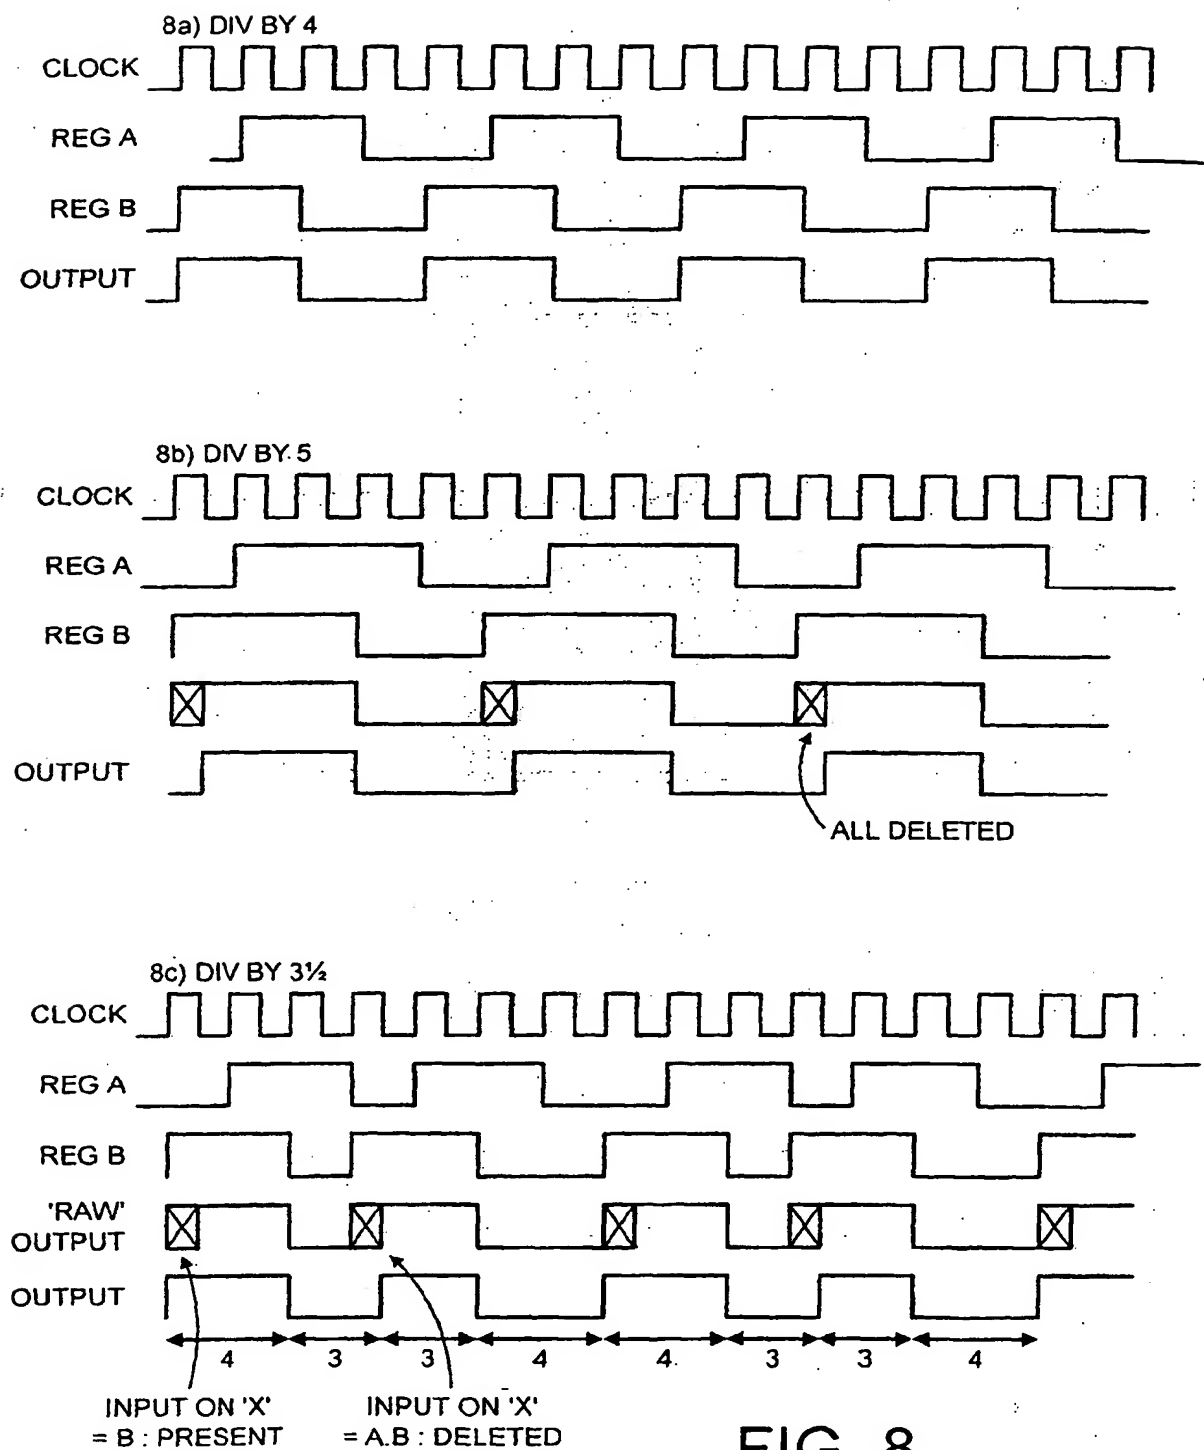 8a) DIV BY 4
CLOCK
REG A
REG B
OUTPUT
8b) DIV BY 5
CLOCK
REG A
REG B
OUTPUT
ALL DELETED
8c) DIV BY 3½
CLOCK
REG A
REG B
'RAW'
OUTPUT
OUTPUT
4 3 3 4 4 3 3 4
INPUT ON 'X'
= B : PRESENT
INPUT ON 'X'
= A.B : DELETED
FIG. 8